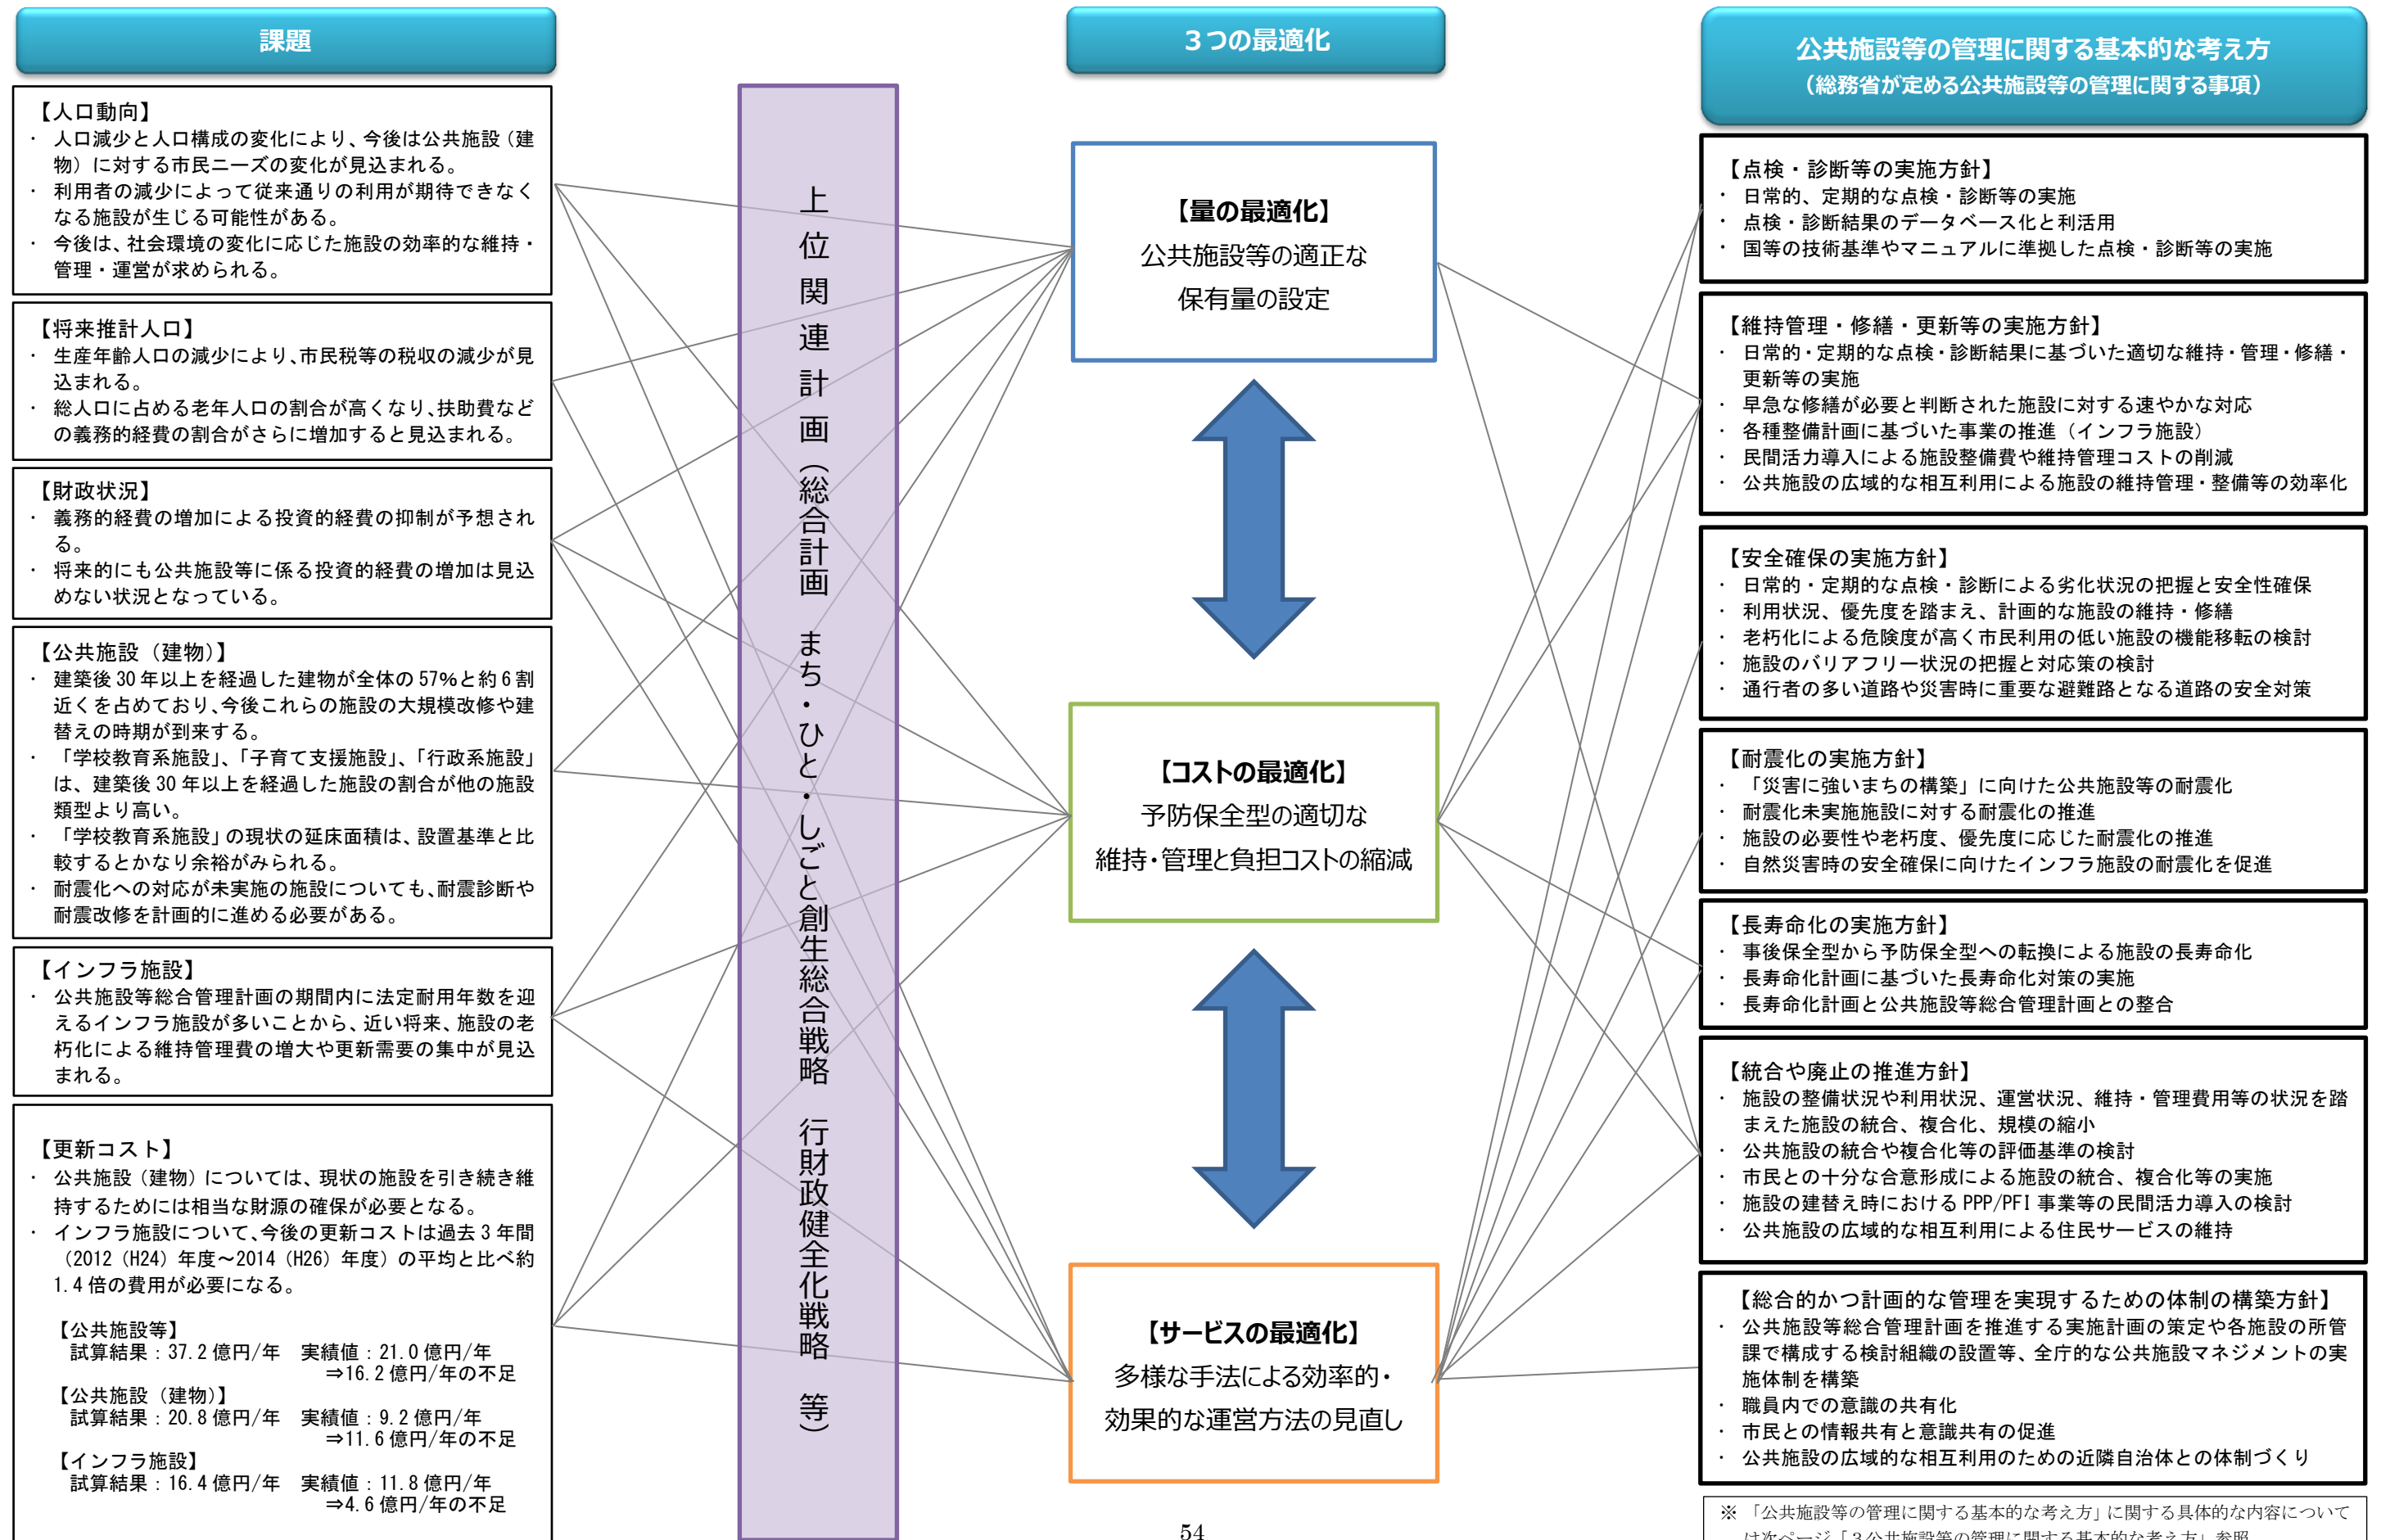 課題
【人口動向】
・ 人口減少と人口構成の変化により、今後は公共施設(建
物)に対する市民ニーズの変化が見込まれる。
・ 利用者の減少によって従来通りの利用が期待できなく
なる施設が生じる可能性がある。
・ 今後は、社会環境の変化に応じた施設の効率的な維持・
管理・運営が求められる。
【将来推計人口】
・ 生産年齢人口の減少により、市民税等の税収の減少が見
込まれる。
・ 総人口に占める老年人口の割合が高くなり、扶助費など
の義務的経費の割合がさらに増加すると見込まれる。
【財政状況】
・ 義務的経費の増加による投資的経費の抑制が予想され
る。
・ 将来的にも公共施設等に係る投資的経費の増加は見込
めない状況となっている。
【公共施設(建物)】
・ 建築後30年以上を経過した建物が全体の57%と約6割
近くを占めており、今後これらの施設の大規模改修や建
替えの時期が到来する。
・ 「学校教育系施設」、「子育て支援施設」、「行政系施設」
は、建築後30年以上を経過した施設の割合が他の施設
類型より高い。
・ 「学校教育系施設」の現状の延床面積は、設置基準と比
較するとかなり余裕がみられる。
・ 耐震化への対応が未実施の施設についても、耐震診断や
耐震改修を計画的に進める必要がある。
【インフラ施設】
・ 公共施設等総合管理計画の期間内に法定耐用年数を迎
えるインフラ施設が多いことから、近い将来、施設の老
朽化による維持管理費の増大や更新需要の集中が見込
まれる。
【更新コスト】
・ 公共施設(建物)については、現状の施設を引き続き維
持するためには相当な財源の確保が必要となる。
・ インフラ施設について、今後の更新コストは過去3年間
(2012(H24)年度~2014(H26)年度)の平均と比べ約
1.4倍の費用が必要になる。
【公共施設等】
試算結果:37.2億円/年 実績値:21.0億円/年
⇒16.2億円/年の不足
【公共施設(建物)】
試算結果:20.8億円/年 実績値:9.2億円/年
⇒11.6億円/年の不足
【インフラ施設】
試算結果:16.4億円/年 実績値:11.8億円/年
⇒4.6億円/年の不足
上位関連計画(総合計画 まち・ひと・しごと創生総合戦略 行財政健全化戦略 等)
3つの最適化
【量の最適化】
公共施設等の適正な
保有量の設定
【コストの最適化】
予防保全型の適切な
維持・管理と負担コストの縮減
【サービスの最適化】
多様な手法による効率的・
効果的な運営方法の見直し
公共施設等の管理に関する基本的な考え方
(総務省が定める公共施設等の管理に関する事項)
【点検・診断等の実施方針】
・ 日常的、定期的な点検・診断等の実施
・ 点検・診断結果のデータベース化と利活用
・ 国等の技術基準やマニュアルに準拠した点検・診断等の実施
【維持管理・修繕・更新等の実施方針】
・ 日常的・定期的な点検・診断結果に基づいた適切な維持・管理・修繕・
更新等の実施
・ 早急な修繕が必要と判断された施設に対する速やかな対応
・ 各種整備計画に基づいた事業の推進(インフラ施設)
・ 民間活力導入による施設整備費や維持管理コストの削減
・ 公共施設の広域的な相互利用による施設の維持管理・整備等の効率化
【安全確保の実施方針】
・ 日常的・定期的な点検・診断による劣化状況の把握と安全性確保
・ 利用状況、優先度を踏まえ、計画的な施設の維持・修繕
・ 老朽化による危険度が高く市民利用の低い施設の機能移転の検討
・ 施設のバリアフリー状況の把握と対応策の検討
・ 通行者の多い道路や災害時に重要な避難路となる道路の安全対策
【耐震化の実施方針】
・ 「災害に強いまちの構築」に向けた公共施設等の耐震化
・ 耐震化未実施施設に対する耐震化の推進
・ 施設の必要性や老朽度、優先度に応じた耐震化の推進
・ 自然災害時の安全確保に向けたインフラ施設の耐震化を促進
【長寿命化の実施方針】
・ 事後保全型から予防保全型への転換による施設の長寿命化
・ 長寿命化計画に基づいた長寿命化対策の実施
・ 長寿命化計画と公共施設等総合管理計画との整合
【統合や廃止の推進方針】
・ 施設の整備状況や利用状況、運営状況、維持・管理費用等の状況を踏
まえた施設の統合、複合化、規模の縮小
・ 公共施設の統合や複合化等の評価基準の検討
・ 市民との十分な合意形成による施設の統合、複合化等の実施
・ 施設の建替え時におけるPPP/PFI事業等の民間活力導入の検討
・ 公共施設の広域的な相互利用による住民サービスの維持
【総合的かつ計画的な管理を実現するための体制の構築方針】
・ 公共施設等総合管理計画を推進する実施計画の策定や各施設の所管
課で構成する検討組織の設置等、全庁的な公共施設マネジメントの実
施体制を構築
・ 職員内での意識の共有化
・ 市民との情報共有と意識共有の促進
・ 公共施設の広域的な相互利用のための近隣自治体との体制づくり
※ 「公共施設等の管理に関する基本的な考え方」に関する具体的な内容について
は次ページ「3公共施設等の管理に関する基本的な考え方」参照
54